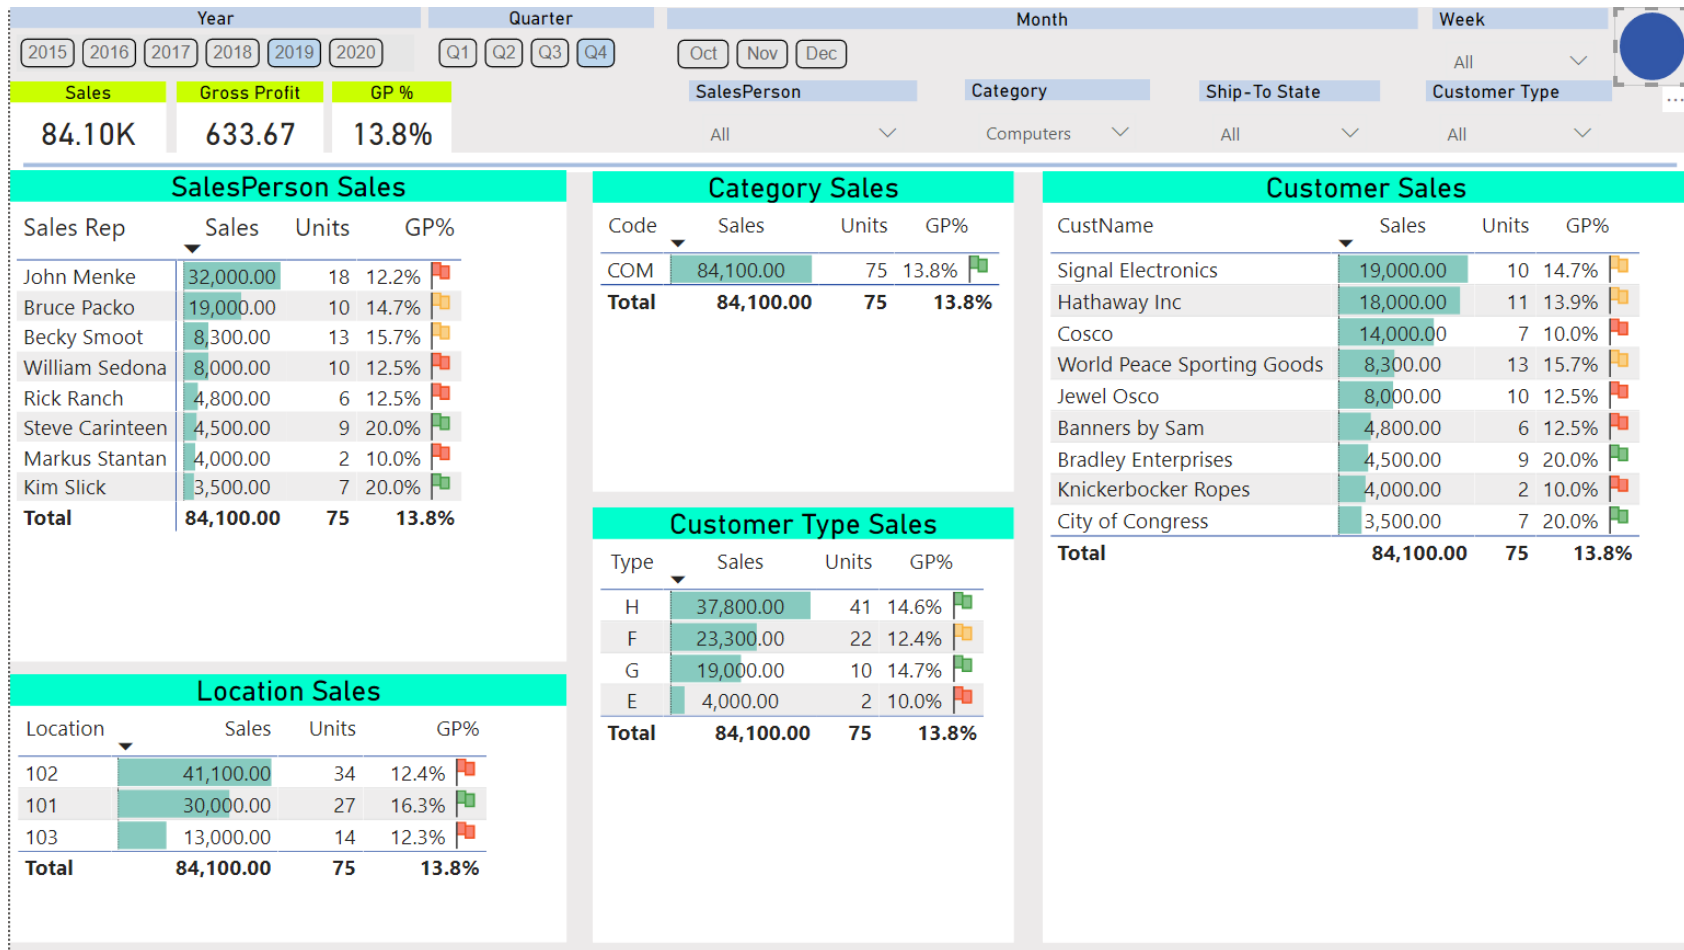 Year Quarter Month Week
2015 2016 2017 2018 2019 2020 Q1 Q2 Q3 Q4 Oct Nov Dec All
Sales Gross Profit GP % SalesPerson Category Ship-To State Customer Type
84.10K 633.67 13.8% All Computers All All
SalesPerson Sales
Sales Rep Sales Units GP%
John Menke 32,000.00 18 12.2%
Bruce Packo 19,000.00 10 14.7%
Becky Smoot 8,300.00 13 15.7%
William Sedona 8,000.00 10 12.5%
Rick Ranch 4,800.00 6 12.5%
Steve Carinteen 4,500.00 9 20.0%
Markus Stantan 4,000.00 2 10.0%
Kim Slick 3,500.00 7 20.0%
Total 84,100.00 75 13.8%
Location Sales
Location Sales Units GP%
102 41,100.00 34 12.4%
101 30,000.00 27 16.3%
103 13,000.00 14 12.3%
Total 84,100.00 75 13.8%
Category Sales
Code Sales Units GP%
COM 84,100.00 75 13.8%
Total 84,100.00 75 13.8%
Customer Type Sales
Type Sales Units GP%
H 37,800.00 41 14.6%
F 23,300.00 22 12.4%
G 19,000.00 10 14.7%
E 4,000.00 2 10.0%
Total 84,100.00 75 13.8%
Customer Sales
CustName Sales Units GP%
Signal Electronics 19,000.00 10 14.7%
Hathaway Inc 18,000.00 11 13.9%
Cosco 14,000.00 7 10.0%
World Peace Sporting Goods 8,300.00 13 15.7%
Jewel Osco 8,000.00 10 12.5%
Banners by Sam 4,800.00 6 12.5%
Bradley Enterprises 4,500.00 9 20.0%
Knickerbocker Ropes 4,000.00 2 10.0%
City of Congress 3,500.00 7 20.0%
Total 84,100.00 75 13.8%